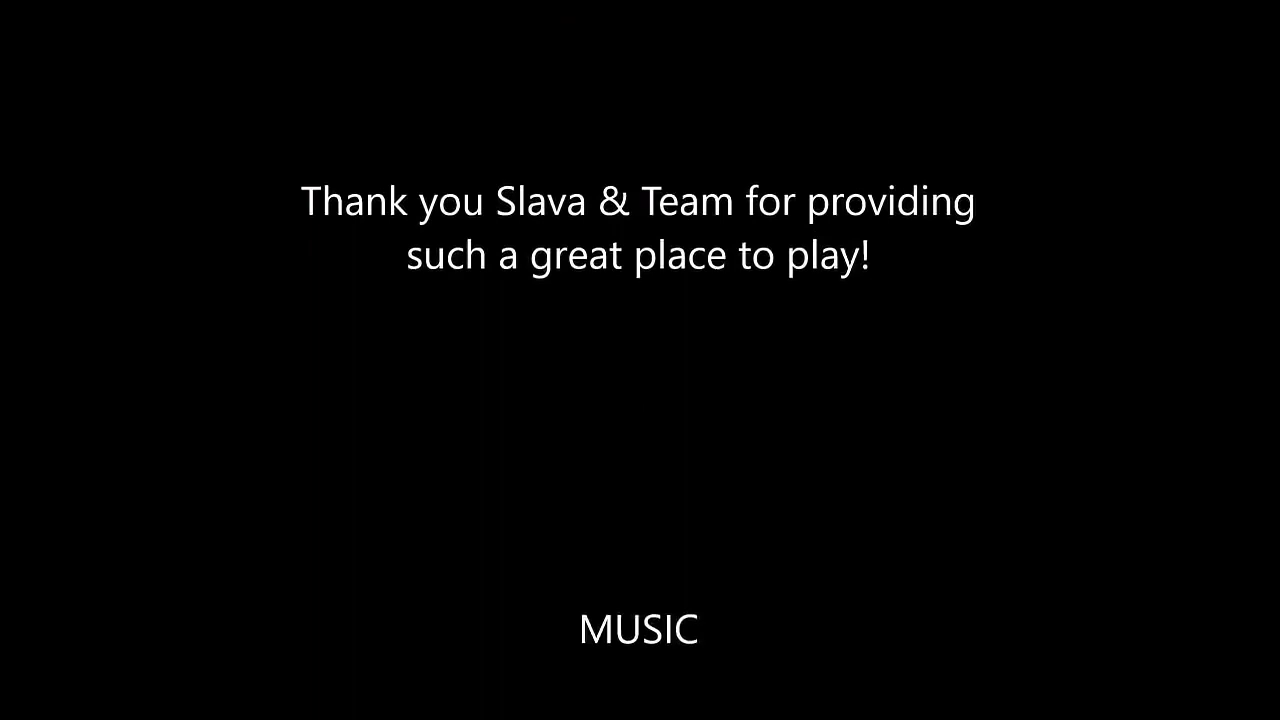 Thank you Slava & Team for providing
such a great place to play!
MUSIC